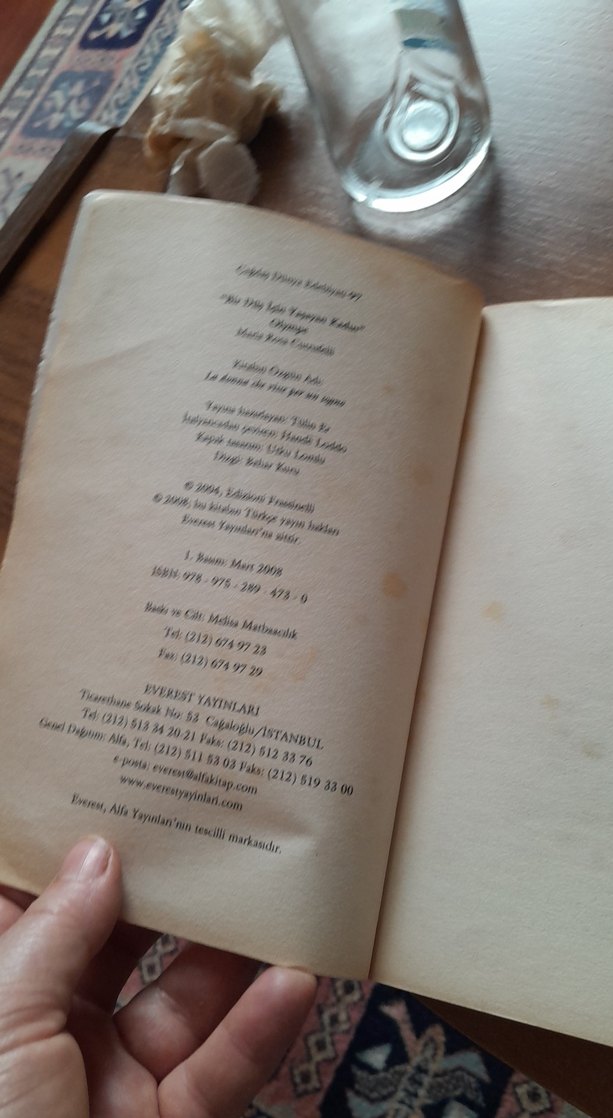 Çağdaş Dünya Edebiyatı 97
"Bir Düş İçin Yaşayan Kadın"
Olympe
Maria Rosa Cutrufelli
Kitabın Özgün Adı:
La donna che visse per un sogno
Yayına hazırlayan: Tülin Er
İtalyancadan çeviren: Hande Loddo
Kapak tasarım: Utku Lomlu
Dizgi: Bahar Kuru
© 2004, Edizioni Frassinelli
© 2008, bu kitabın Türkçe yayın hakları
Everest Yayınları'na aittir.
1. Basım: Mart 2008
ISBN: 978 - 975 - 289 - 473 - 0
Baskı ve Cilt: Melisa Matbaacılık
Tel: (212) 674 97 23
Fax: (212) 674 97 29
EVEREST YAYINLARI
Ticarethane Sokak No: 53 Cağaloğlu/İSTANBUL
Tel: (212) 513 34 20-21 Faks: (212) 512 33 76
Genel Dağıtım: Alfa, Tel: (212) 511 53 03 Faks: (212) 519 33 00
e-posta: everest@alfakitap.com
www.everestyayinlari.com
Everest, Alfa Yayınları'nın tescilli markasıdır.